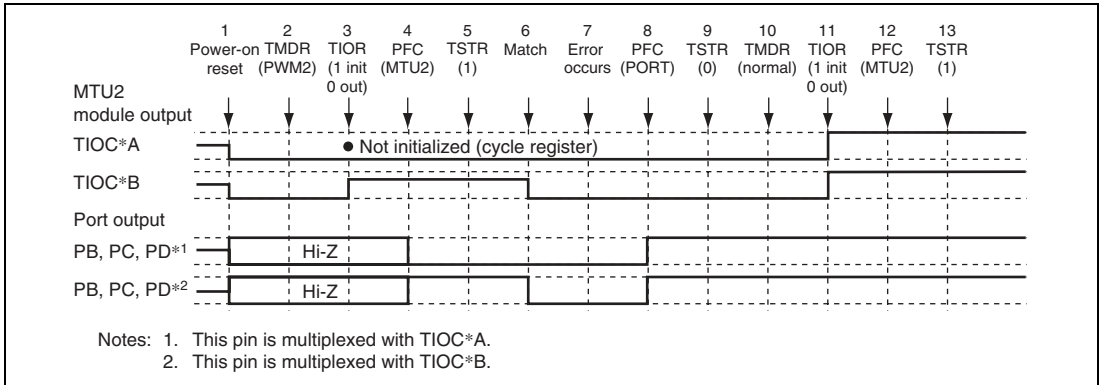 1 2 3 4 5 6 7 8 9 10 11 12 13
Power-on TMDR TIOR PFC TSTR Match Error PFC TSTR TMDR TIOR PFC TSTR
reset (PWM2) (1 init (MTU2) (1) occurs (PORT) (0) (normal) (1 init (MTU2) (1)
0 out) 0 out)
MTU2
module output
TIOC*A
● Not initialized (cycle register)
TIOC*B
Port output
PB, PC, PD*1 Hi-Z
PB, PC, PD*2 Hi-Z
Notes: 1. This pin is multiplexed with TIOC*A.
2. This pin is multiplexed with TIOC*B.